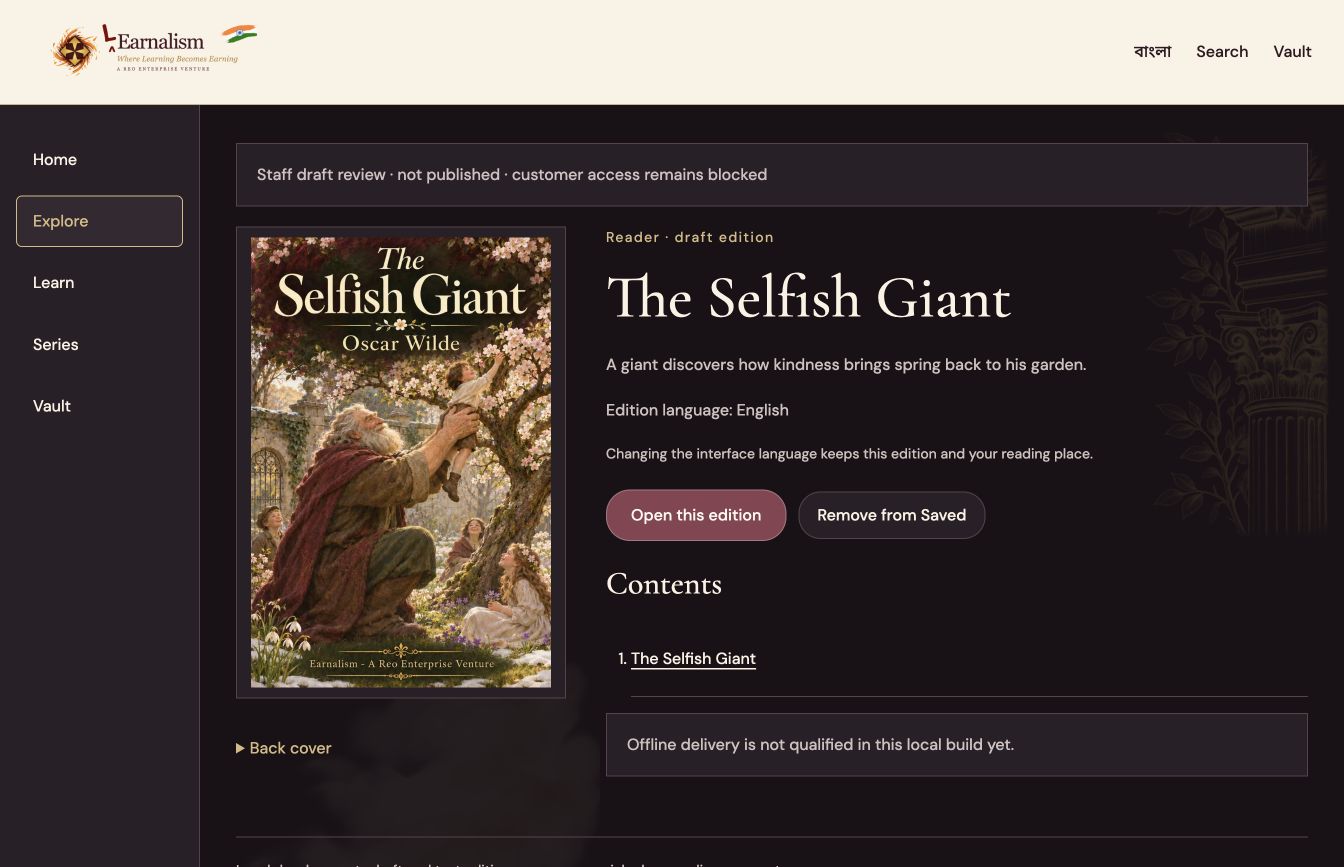 Earnalism
Where Learning Becomes Earning
A REO ENTERPRISE VENTURE
বাংলা Search Vault
Home
Explore
Learn
Series
Vault
Staff draft review · not published · customer access remains blocked
The
Selfish Giant
Oscar Wilde
Earnalism - A Reo Enterprise Venture
Back cover
Reader · draft edition
The Selfish Giant
A giant discovers how kindness brings spring back to his garden.
Edition language: English
Changing the interface language keeps this edition and your reading place.
Open this edition Remove from Saved
Contents
1. The Selfish Giant
Offline delivery is not qualified in this local build yet.